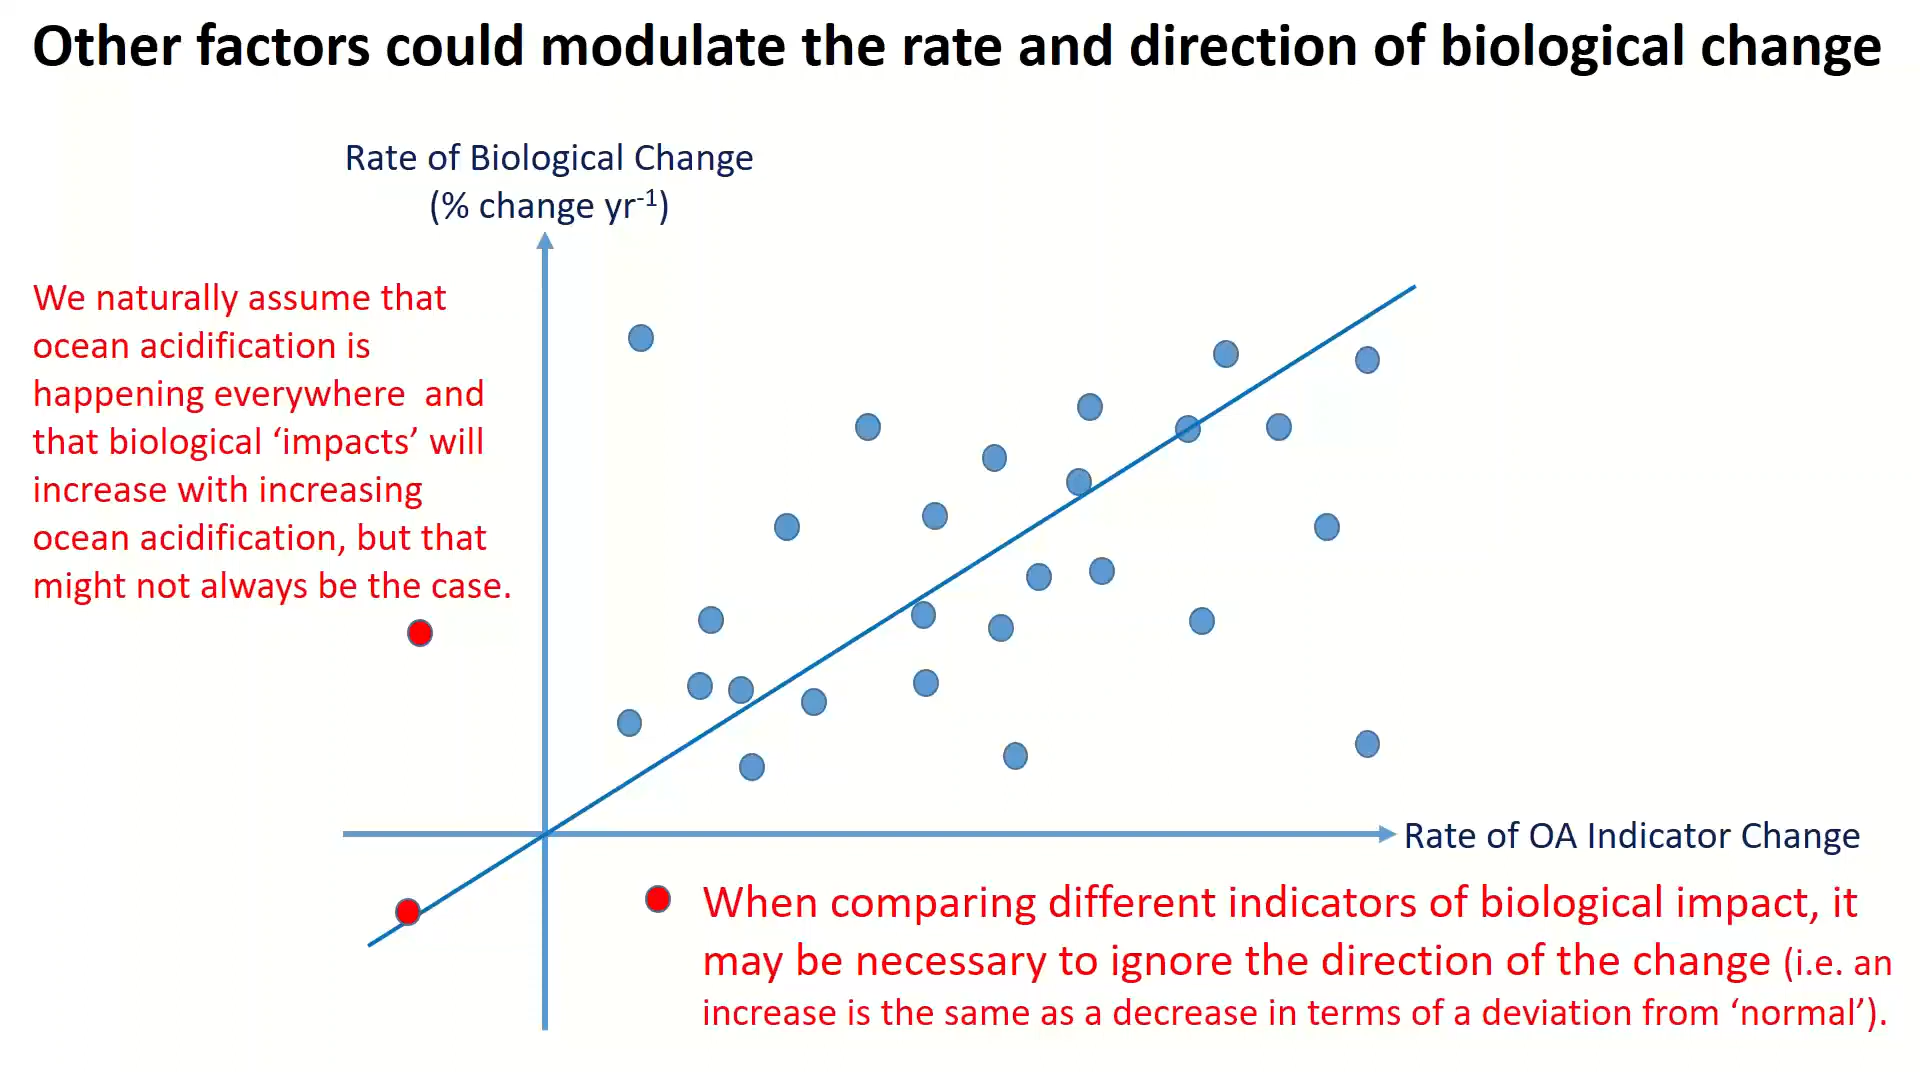 Other factors could modulate the rate and direction of biological change
Rate of Biological Change
(% change yr⁻¹)
We naturally assume that
ocean acidification is
happening everywhere  and
that biological ‘impacts’ will
increase with increasing
ocean acidification, but that
might not always be the case.
Rate of OA Indicator Change
When comparing different indicators of biological impact, it
may be necessary to ignore the direction of the change (i.e. an
increase is the same as a decrease in terms of a deviation from ‘normal’).